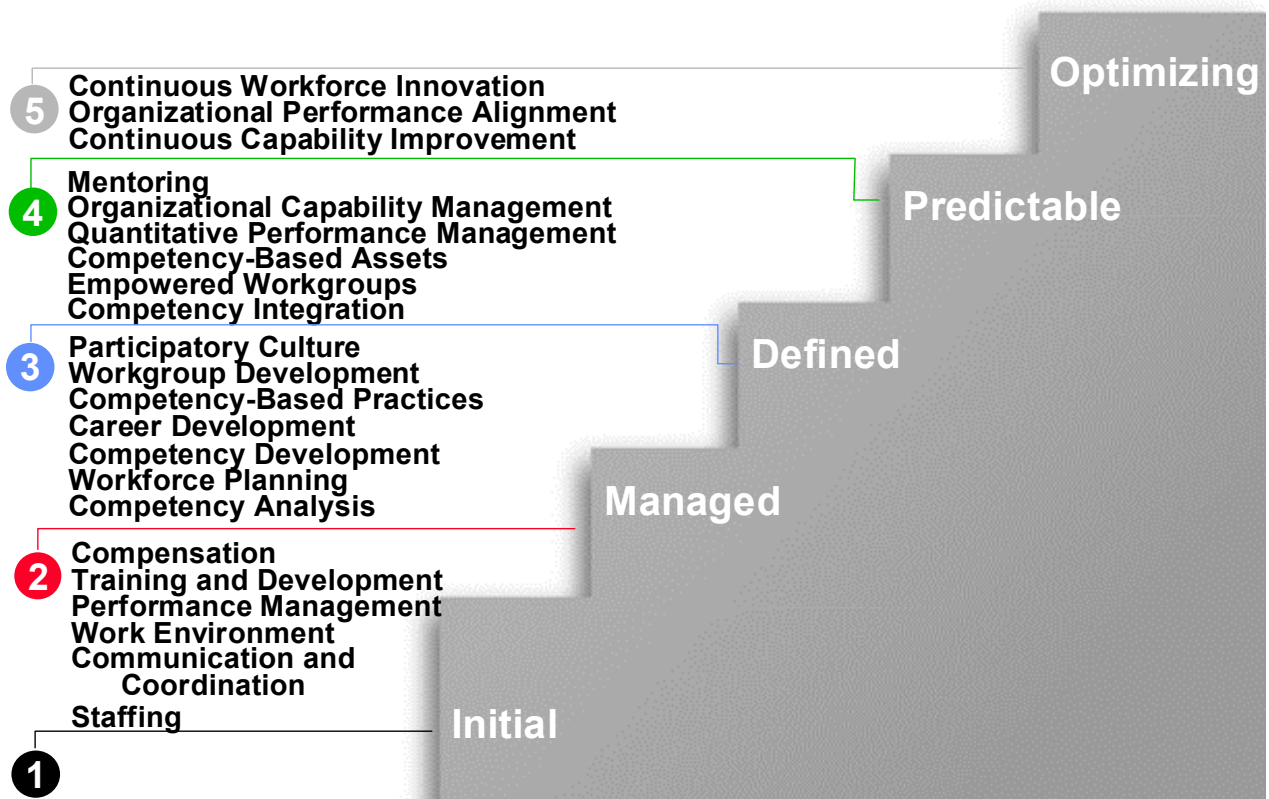 Optimizing
5
Continuous Workforce Innovation
Organizational Performance Alignment
Continuous Capability Improvement
Predictable
4
Mentoring
Organizational Capability Management
Quantitative Performance Management
Competency-Based Assets
Empowered Workgroups
Competency Integration
Defined
3
Participatory Culture
Workgroup Development
Competency-Based Practices
Career Development
Competency Development
Workforce Planning
Competency Analysis
Managed
2
Compensation
Training and Development
Performance Management
Work Environment
Communication and
Coordination
Staffing
Initial
1